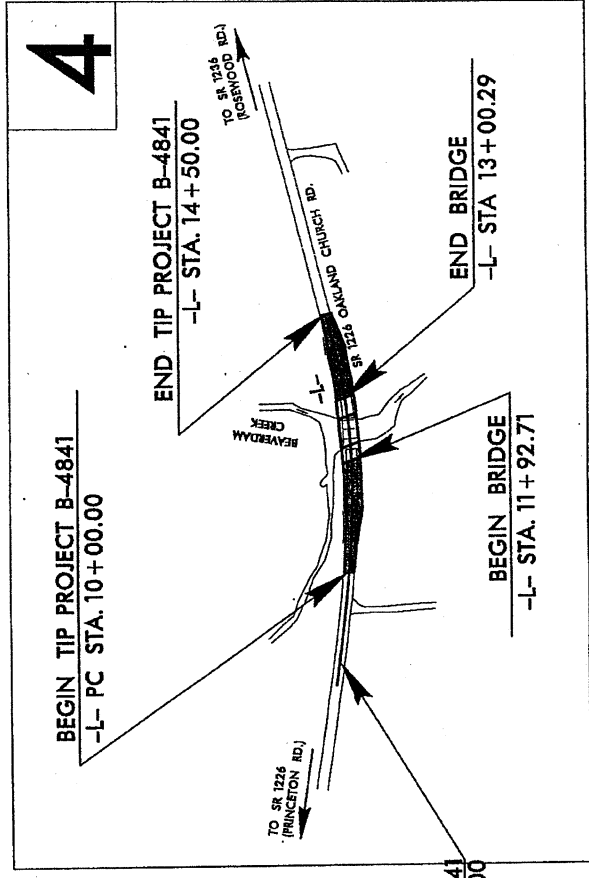 4
BEGIN TIP PROJECT B-4841
-L- PC STA. 10+00.00
END TIP PROJECT B-4841
-L- STA. 14+50.00
TO SR 1236
(ROSEWOOD RD.)
BEAVERDAM
CREEK
-L-
SR 1226 OAKLAND CHURCH RD.
TO SR 1226
(PRINCETON RD.)
BEGIN BRIDGE
-L- STA. 11+92.71
END BRIDGE
-L- STA 13+00.29
41
00